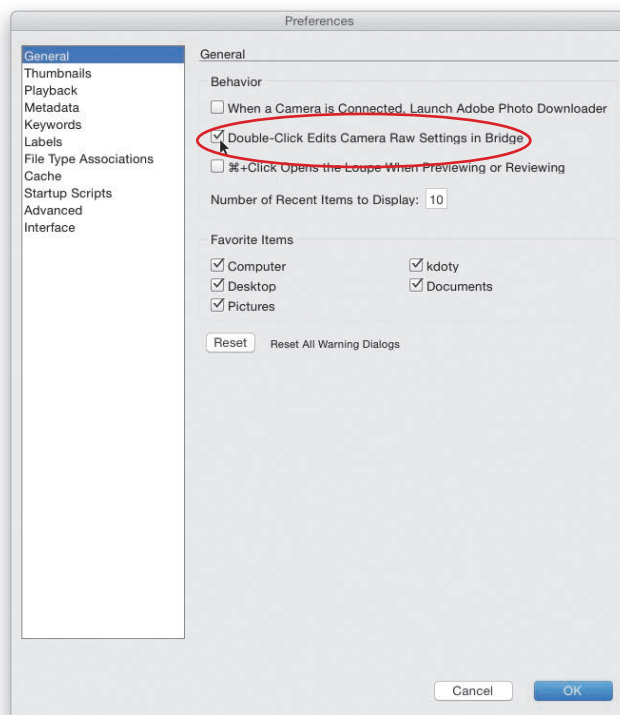 Preferences
General
Thumbnails
Playback
Metadata
Keywords
Labels
File Type Associations
Cache
Startup Scripts
Advanced
Interface
General
Behavior
When a Camera is Connected, Launch Adobe Photo Downloader
Double-Click Edits Camera Raw Settings in Bridge
⌘+Click Opens the Loupe When Previewing or Reviewing
Number of Recent Items to Display: 10
Favorite Items
Computer
kdoty
Desktop
Documents
Pictures
Reset Reset All Warning Dialogs
Cancel OK